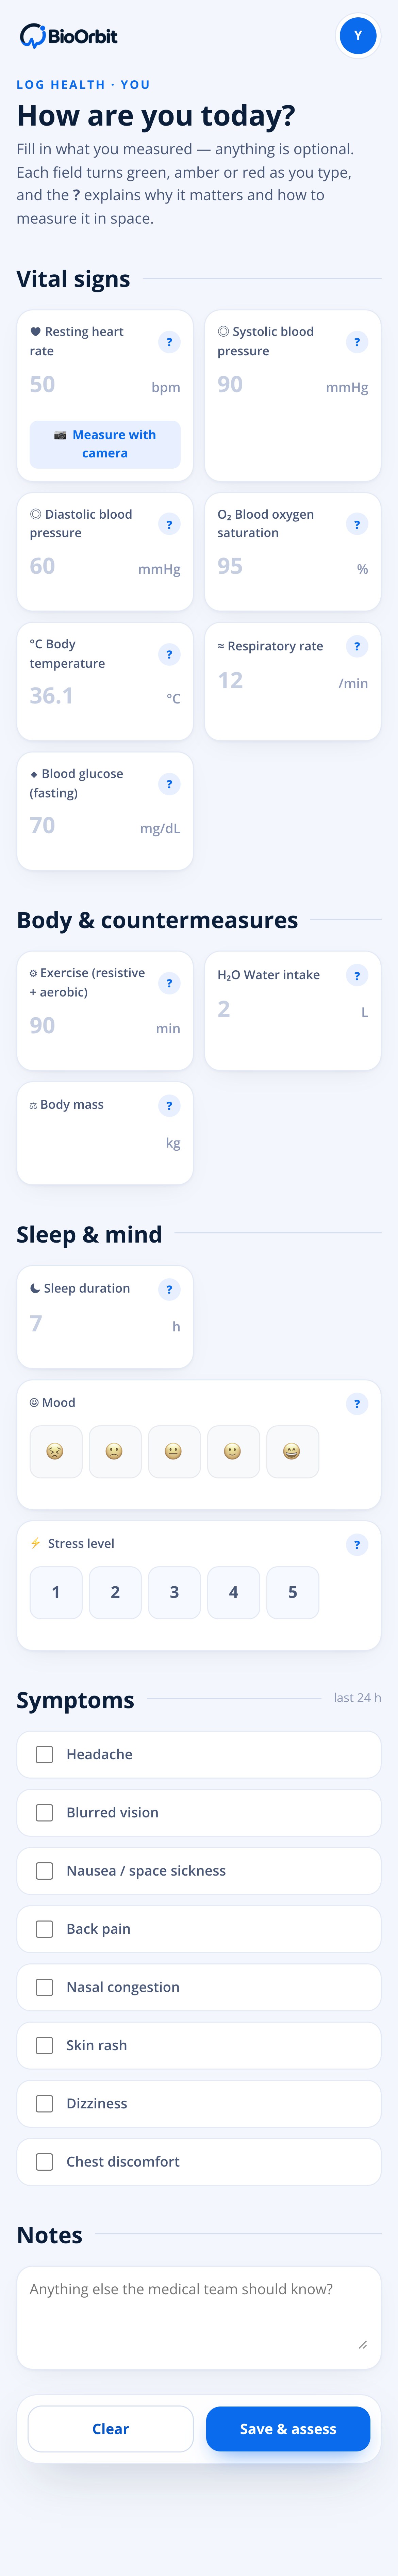 BioOrbit
Y
LOG HEALTH · YOU
How are you today?
Fill in what you measured — anything is optional.
Each field turns green, amber or red as you type,
and the ? explains why it matters and how to
measure it in space.
Vital signs
Resting heart
rate
?
50 bpm
📷 Measure with
camera
◎ Systolic blood
pressure
?
90 mmHg
◎ Diastolic blood
pressure
?
60 mmHg
O₂ Blood oxygen
saturation
?
95 %
°C Body
temperature
?
36.1 °C
≈ Respiratory rate
?
12 /min
⬥ Blood glucose
(fasting)
?
70 mg/dL
Body & countermeasures
⚙ Exercise (resistive
+ aerobic)
?
90 min
H₂O Water intake
?
2 L
⚖ Body mass
?
kg
Sleep & mind
Sleep duration
?
7 h
Mood
?
⚡ Stress level
?
1 2 3 4 5
Symptoms last 24 h
Headache
Blurred vision
Nausea / space sickness
Back pain
Nasal congestion
Skin rash
Dizziness
Chest discomfort
Notes
Anything else the medical team should know?
Clear Save & assess